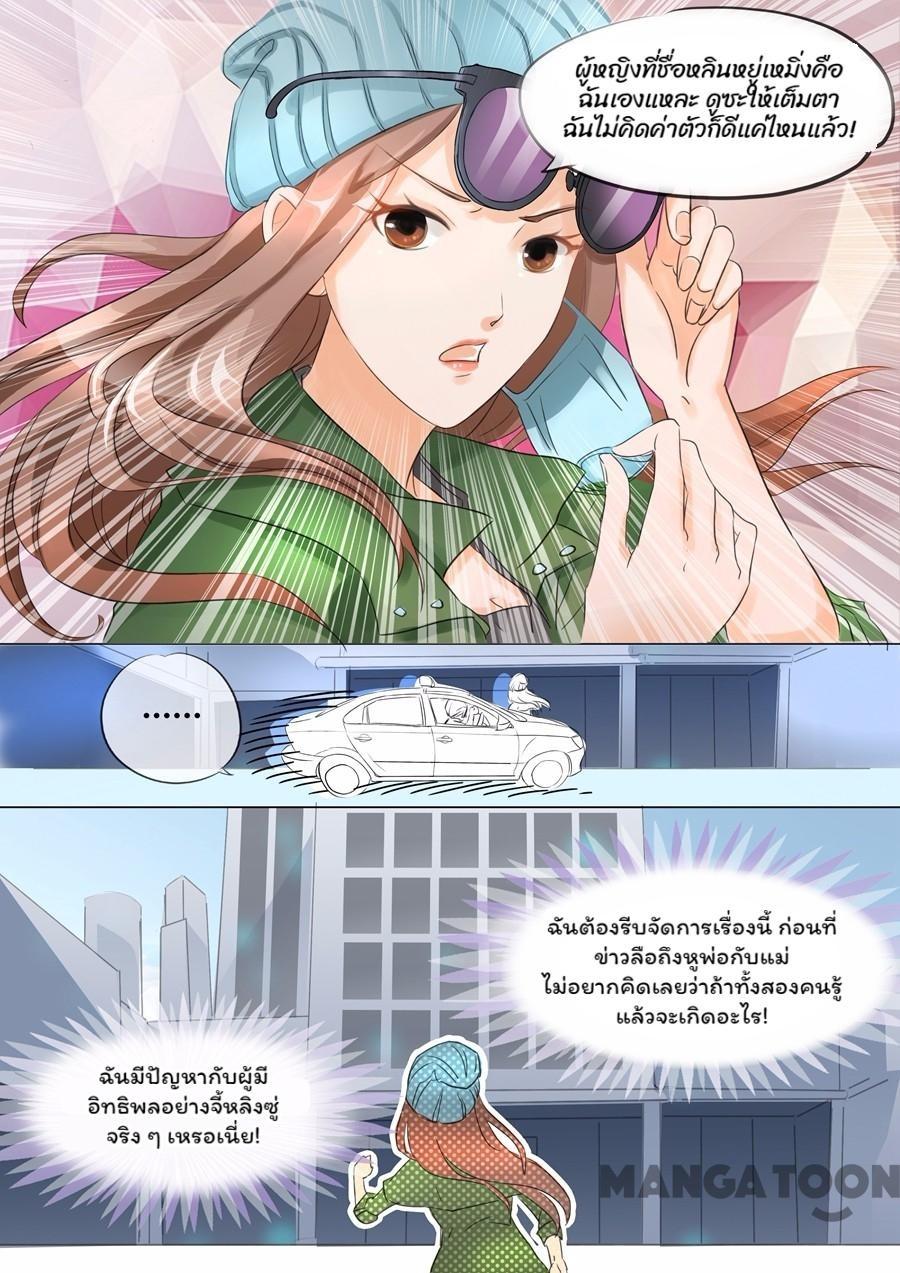 ผู้หญิงที่ชื่อหลินหยู่เหมิ่งคือ
ฉันเองแหละ ดูซะให้เต็มตา
ฉันไม่คิดค่าตัวก็ดีแค่ไหนแล้ว!
......
ฉันต้องรีบจัดการเรื่องนี้ ก่อนที่
ข่าวลือถึงหูพ่อกับแม่
ไม่อยากคิดเลยว่าถ้าทั้งสองคนรู้
แล้วจะเกิดอะไร!
ฉันมีปัญหากับผู้มี
อิทธิพลอย่างจี้หลิงซู่
จริง ๆ เหรอเนี่ย!
MANGATOON